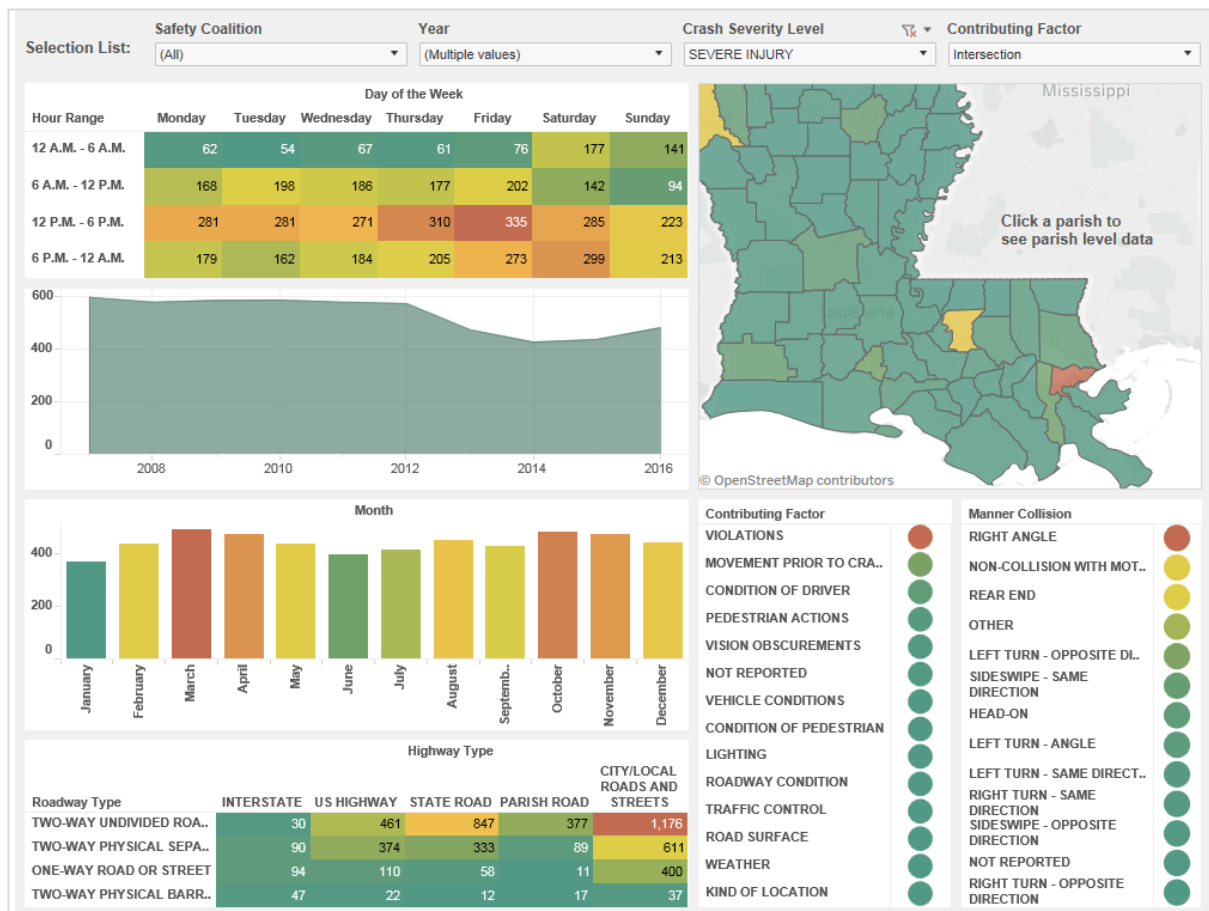 Selection List:
Safety Coalition
(All)
Year
(Multiple values)
Crash Severity Level
SEVERE INJURY
Contributing Factor
Intersection
Day of the Week
Hour Range Monday Tuesday Wednesday Thursday Friday Saturday Sunday
12 A.M. - 6 A.M. 62 54 67 61 76 177 141
6 A.M. - 12 P.M. 168 198 186 177 202 142 94
12 P.M. - 6 P.M. 281 281 271 310 335 285 223
6 P.M. - 12 A.M. 179 162 184 205 273 299 213
600
400
200
0
2008 2010 2012 2014 2016
Mississippi
Click a parish to
see parish level data
Louisiana
© OpenStreetMap contributors
Month
400
200
0
January February March April May June July August Septemb.. October November December
Highway Type
Roadway Type INTERSTATE US HIGHWAY STATE ROAD PARISH ROAD CITY/LOCAL
ROADS AND
STREETS
TWO-WAY UNDIVIDED ROA.. 30 461 847 377 1,176
TWO-WAY PHYSICAL SEPA.. 90 374 333 89 611
ONE-WAY ROAD OR STREET 94 110 58 11 400
TWO-WAY PHYSICAL BARR.. 47 22 12 17 37
Contributing Factor
VIOLATIONS
MOVEMENT PRIOR TO CRA..
CONDITION OF DRIVER
PEDESTRIAN ACTIONS
VISION OBSCUREMENTS
NOT REPORTED
VEHICLE CONDITIONS
CONDITION OF PEDESTRIAN
LIGHTING
ROADWAY CONDITION
TRAFFIC CONTROL
ROAD SURFACE
WEATHER
KIND OF LOCATION
Manner Collision
RIGHT ANGLE
NON-COLLISION WITH MOT..
REAR END
OTHER
LEFT TURN - OPPOSITE DI..
SIDESWIPE - SAME
DIRECTION
HEAD-ON
LEFT TURN - ANGLE
LEFT TURN - SAME DIRECT..
RIGHT TURN - SAME
DIRECTION
SIDESWIPE - OPPOSITE
DIRECTION
NOT REPORTED
RIGHT TURN - OPPOSITE
DIRECTION